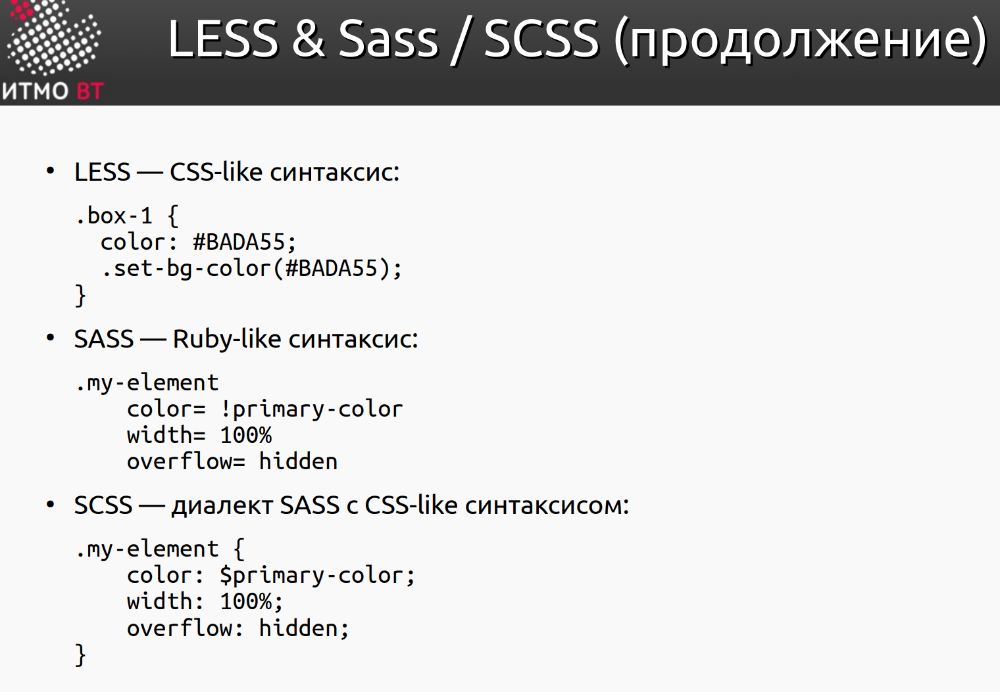 LESS & Sass / SCSS (продолжение)
ИТМО ВТ
• LESS — CSS-like синтаксис:
.box-1 {
  color: #BADA55;
  .set-bg-color(#BADA55);
}
• SASS — Ruby-like синтаксис:
.my-element
    color= !primary-color
    width= 100%
    overflow= hidden
• SCSS — диалект SASS с CSS-like синтаксисом:
.my-element {
    color: $primary-color;
    width: 100%;
    overflow: hidden;
}